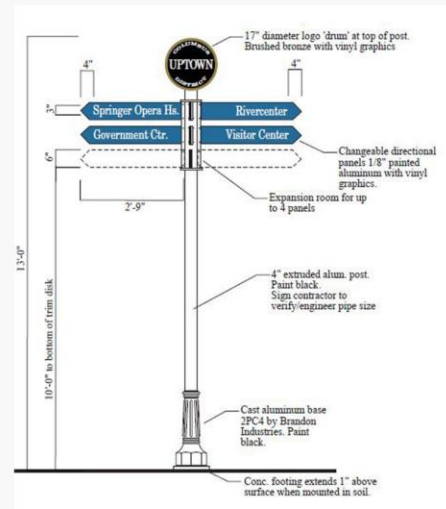 17" diameter logo 'drum' at top of post.
Brushed bronze with vinyl graphics
COLUMBUS
UPTOWN
DISTRICT
4"
4"
3"
Springer Opera Hs.
Rivercenter
Government Ctr.
Visitor Center
6"
Changeable directional
panels 1/8" painted
aluminum with vinyl
graphics.
Expansion room for up
to 4 panels
2'-9"
13'-0"
10'-0" to bottom of trim disk
4" extruded alum. post.
Paint black.
Sign contractor to
verify/engineer pipe size
Cast aluminum base
2PC4 by Brandon
Industries. Paint
black.
Conc. footing extends 1" above
surface when mounted in soil.